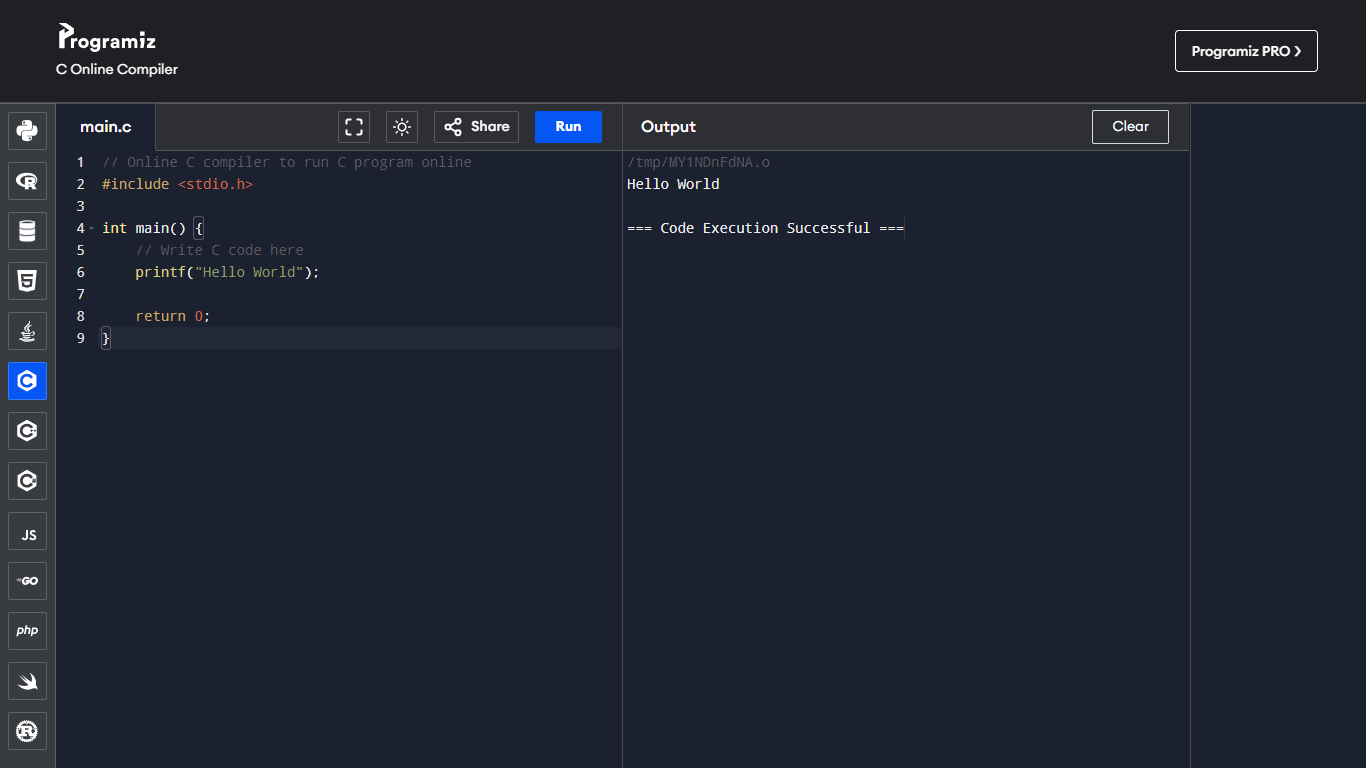 Programiz
C Online Compiler
Programiz PRO ❯
main.c
Share
Run
Output
Clear
1 // Online C compiler to run C program online
2 #include <stdio.h>
3
4 int main() {
5 // Write C code here
6 printf("Hello World");
7
8 return 0;
9 }
/tmp/MY1NDnFdNA.o
Hello World
=== Code Execution Successful ===
R
5
C
C
C
JS
GO
php
R